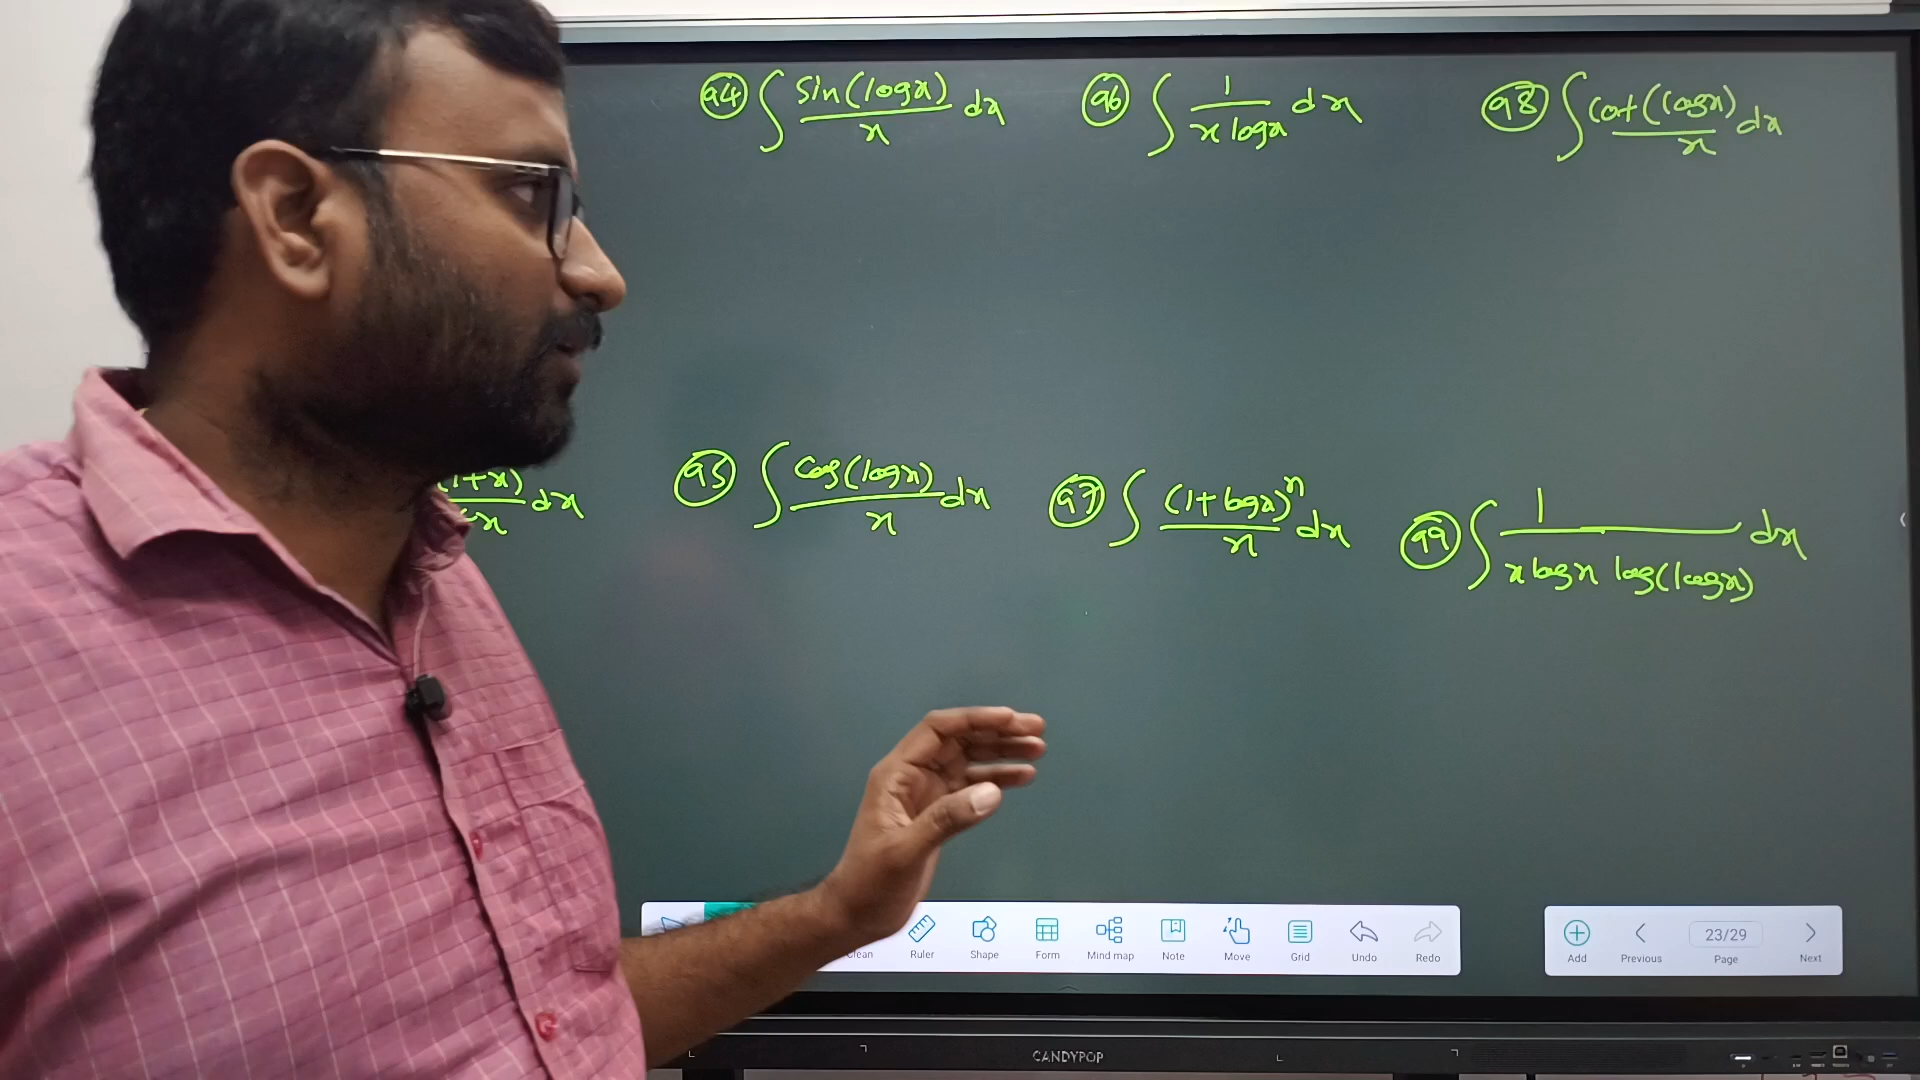 94 ∫ sin(logx)/x dx
96 ∫ 1/(x logx) dx
98 ∫ cot(logx)/x dx
(1+x)
x dx
95 ∫ cos(logx)/x dx
97 ∫ (1+logx)^n/x dx
99 ∫ 1/(x logx log(logx)) dx
Clean
Ruler
Shape
Form
Mind map
Note
Move
Grid
Undo
Redo
Add
Previous
23/29
Page
Next
CANDYPOP